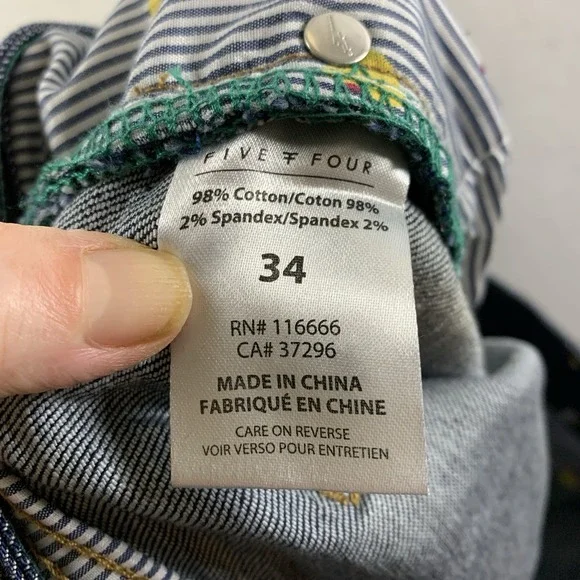 FIVE FOUR
98% Cotton/Coton 98%
2% Spandex/Spandex 2%
34
RN# 116666
CA# 37296
MADE IN CHINA
FABRIQUÉ EN CHINE
CARE ON REVERSE
VOIR VERSO POUR ENTRETIEN